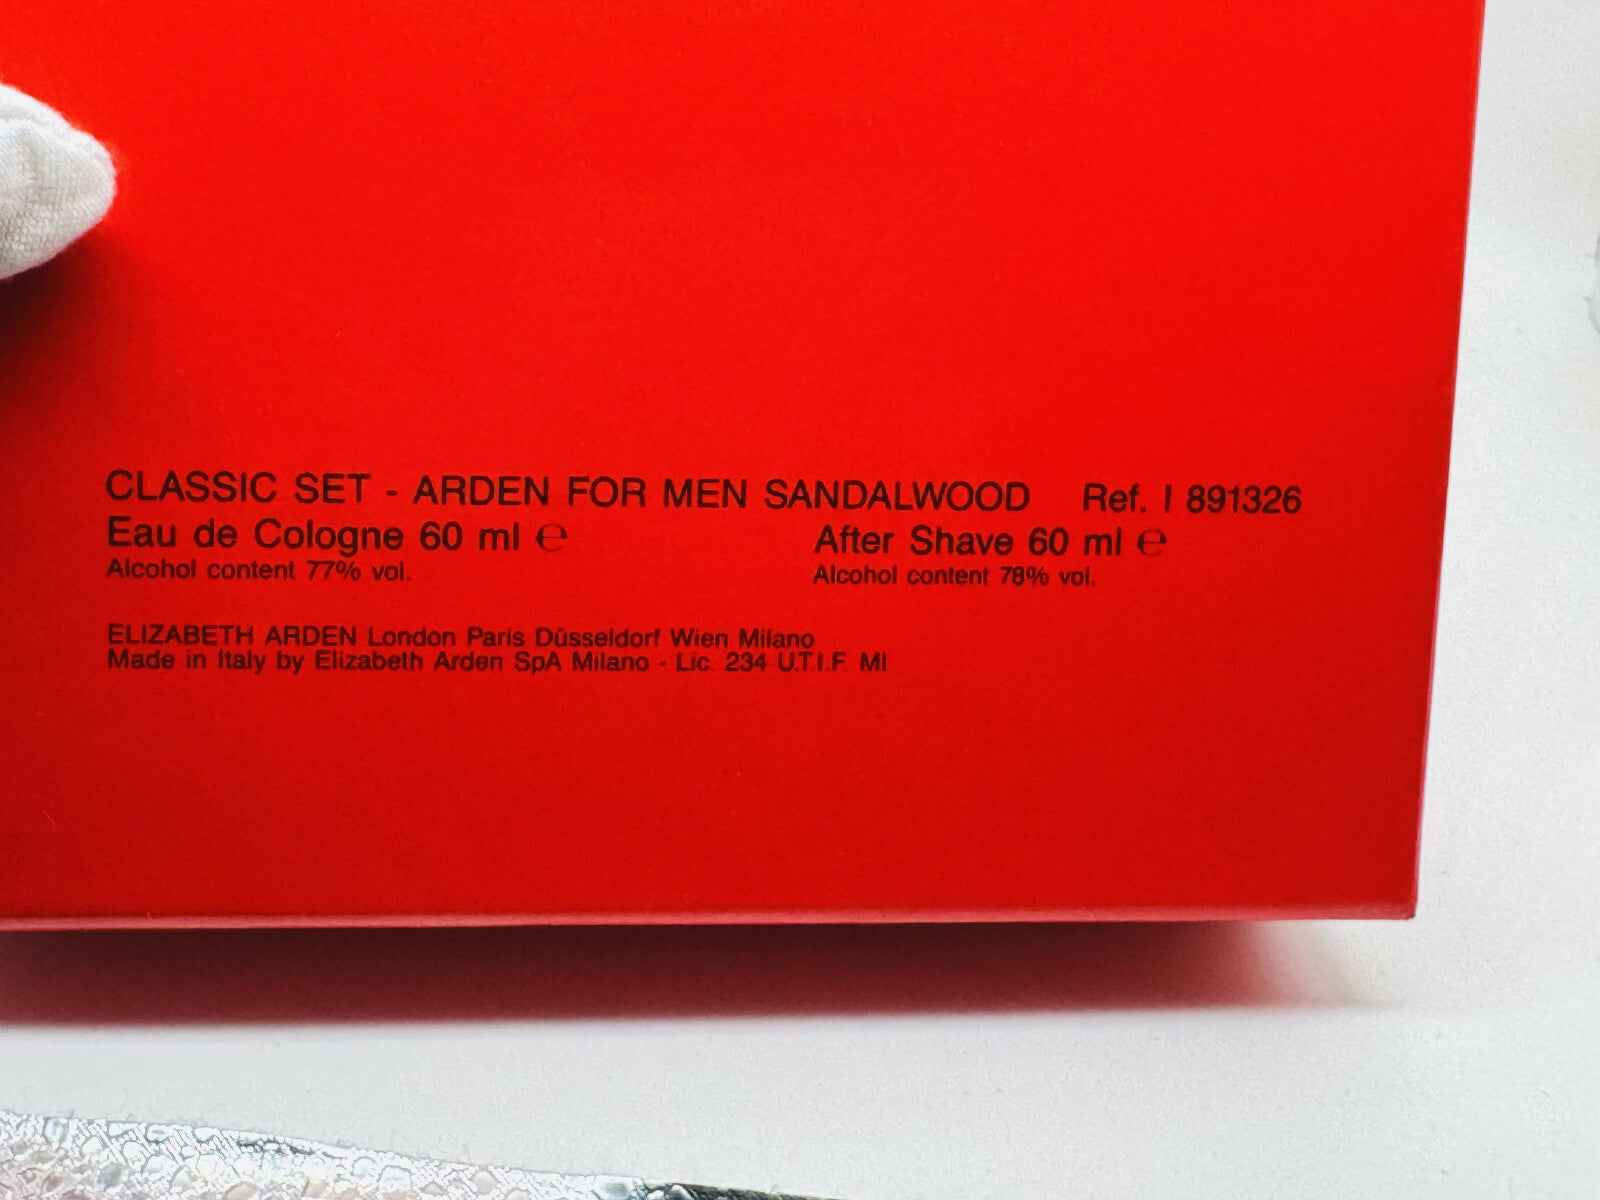 CLASSIC SET - ARDEN FOR MEN SANDALWOOD Ref. I 891326
Eau de Cologne 60 ml ℮ After Shave 60 ml ℮
Alcohol content 77% vol. Alcohol content 78% vol.
ELIZABETH ARDEN London Paris Düsseldorf Wien Milano
Made in Italy by Elizabeth Arden SpA Milano - Lic. 234 U.T.I.F. MI